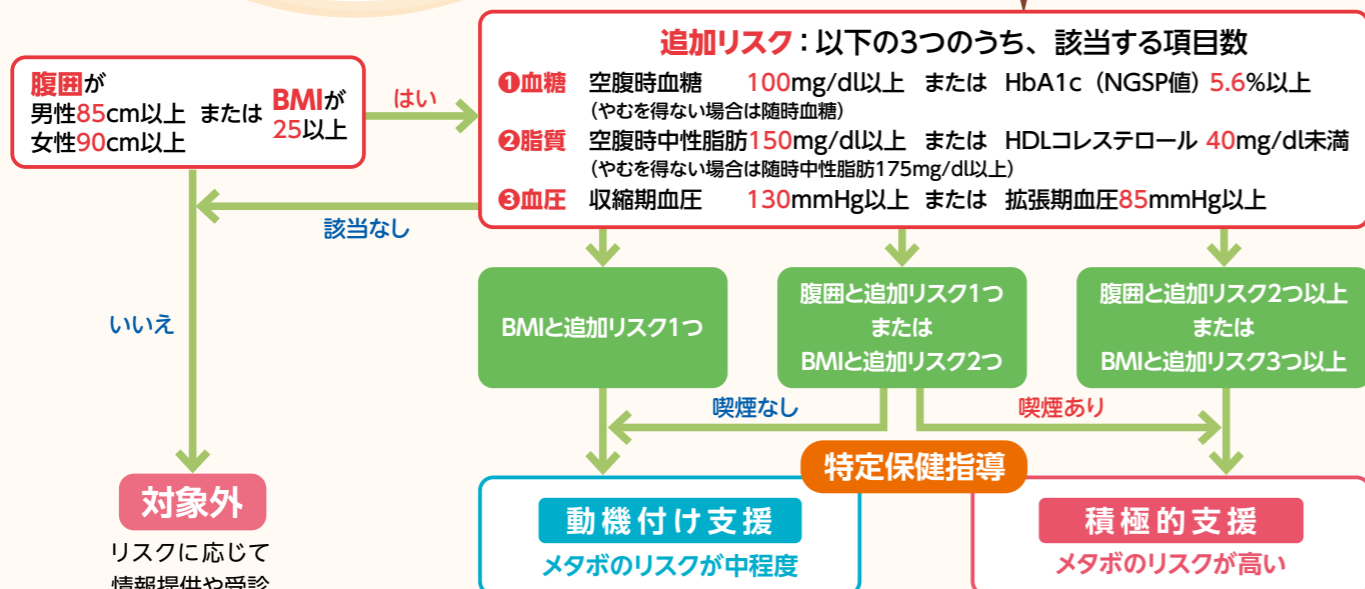 腹囲が
男性85cm以上 または BMIが
女性90cm以上 25以上
はい
追加リスク：以下の3つのうち、該当する項目数
❶血糖 空腹時血糖 100mg/dl以上 または HbA1c（NGSP値）5.6%以上
(やむを得ない場合は随時血糖)
❷脂質 空腹時中性脂肪150mg/dl以上 または HDLコレステロール 40mg/dl未満
(やむを得ない場合は随時中性脂肪175mg/dl以上)
❸血圧 収縮期血圧 130mmHg以上 または 拡張期血圧85mmHg以上
該当なし
いいえ
BMIと追加リスク1つ
腹囲と追加リスク1つ
または
BMIと追加リスク2つ
腹囲と追加リスク2つ以上
または
BMIと追加リスク3つ以上
喫煙なし
喫煙あり
特定保健指導
対象外
リスクに応じて
情報提供や受診
動機付け支援
メタボのリスクが中程度
積極的支援
メタボのリスクが高い